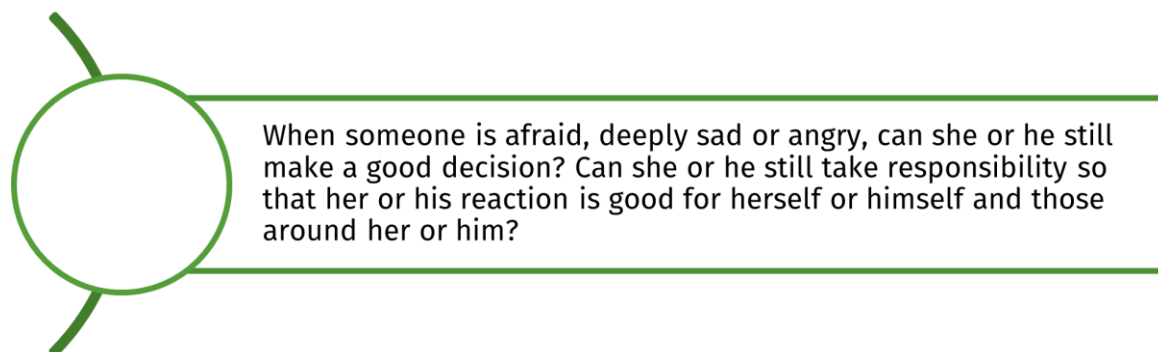 When someone is afraid, deeply sad or angry, can she or he still
make a good decision? Can she or he still take responsibility so
that her or his reaction is good for herself or himself and those
around her or him?